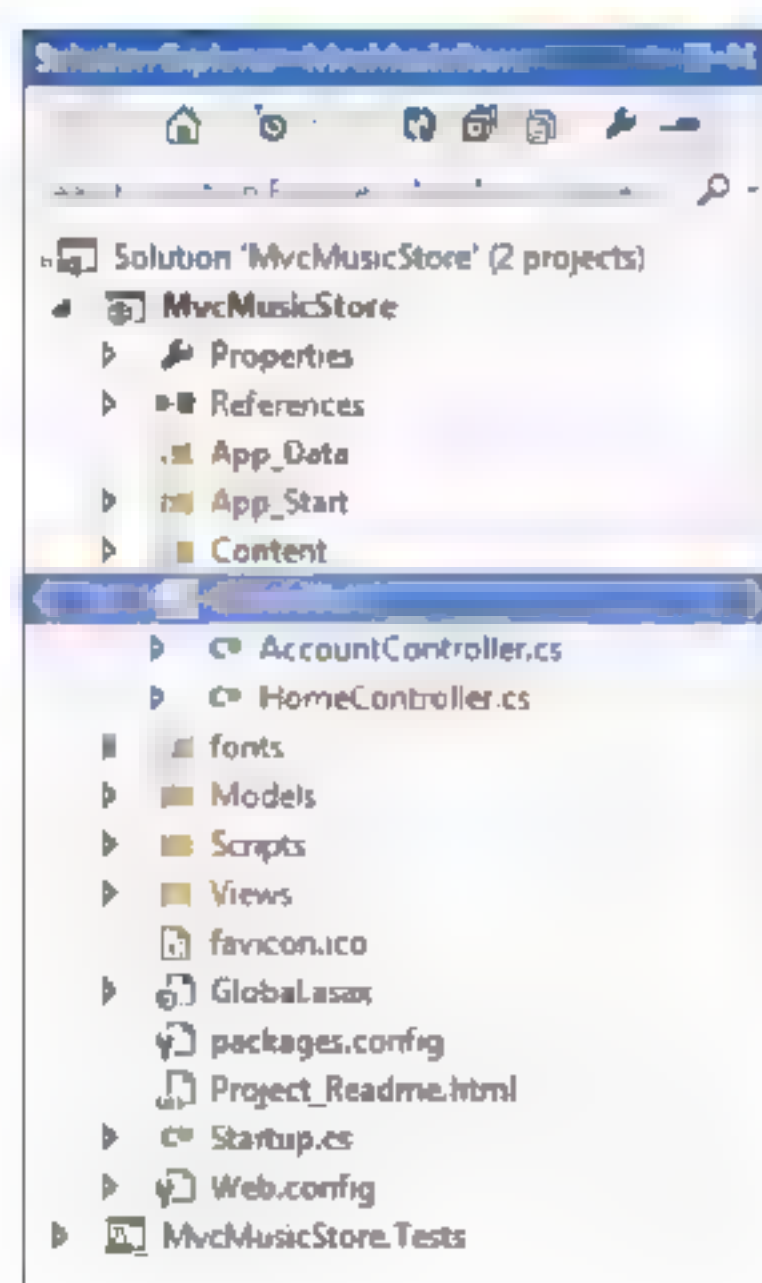 Solution 'MvcMusicStore' (2 projects)
MvcMusicStore
Properties
References
App_Data
App_Start
Content
AccountController.cs
HomeController.cs
fonts
Models
Scripts
Views
favicon.ico
Global.asax
packages.config
Project_Readme.html
Startup.cs
Web.config
MvcMusicStore.Tests